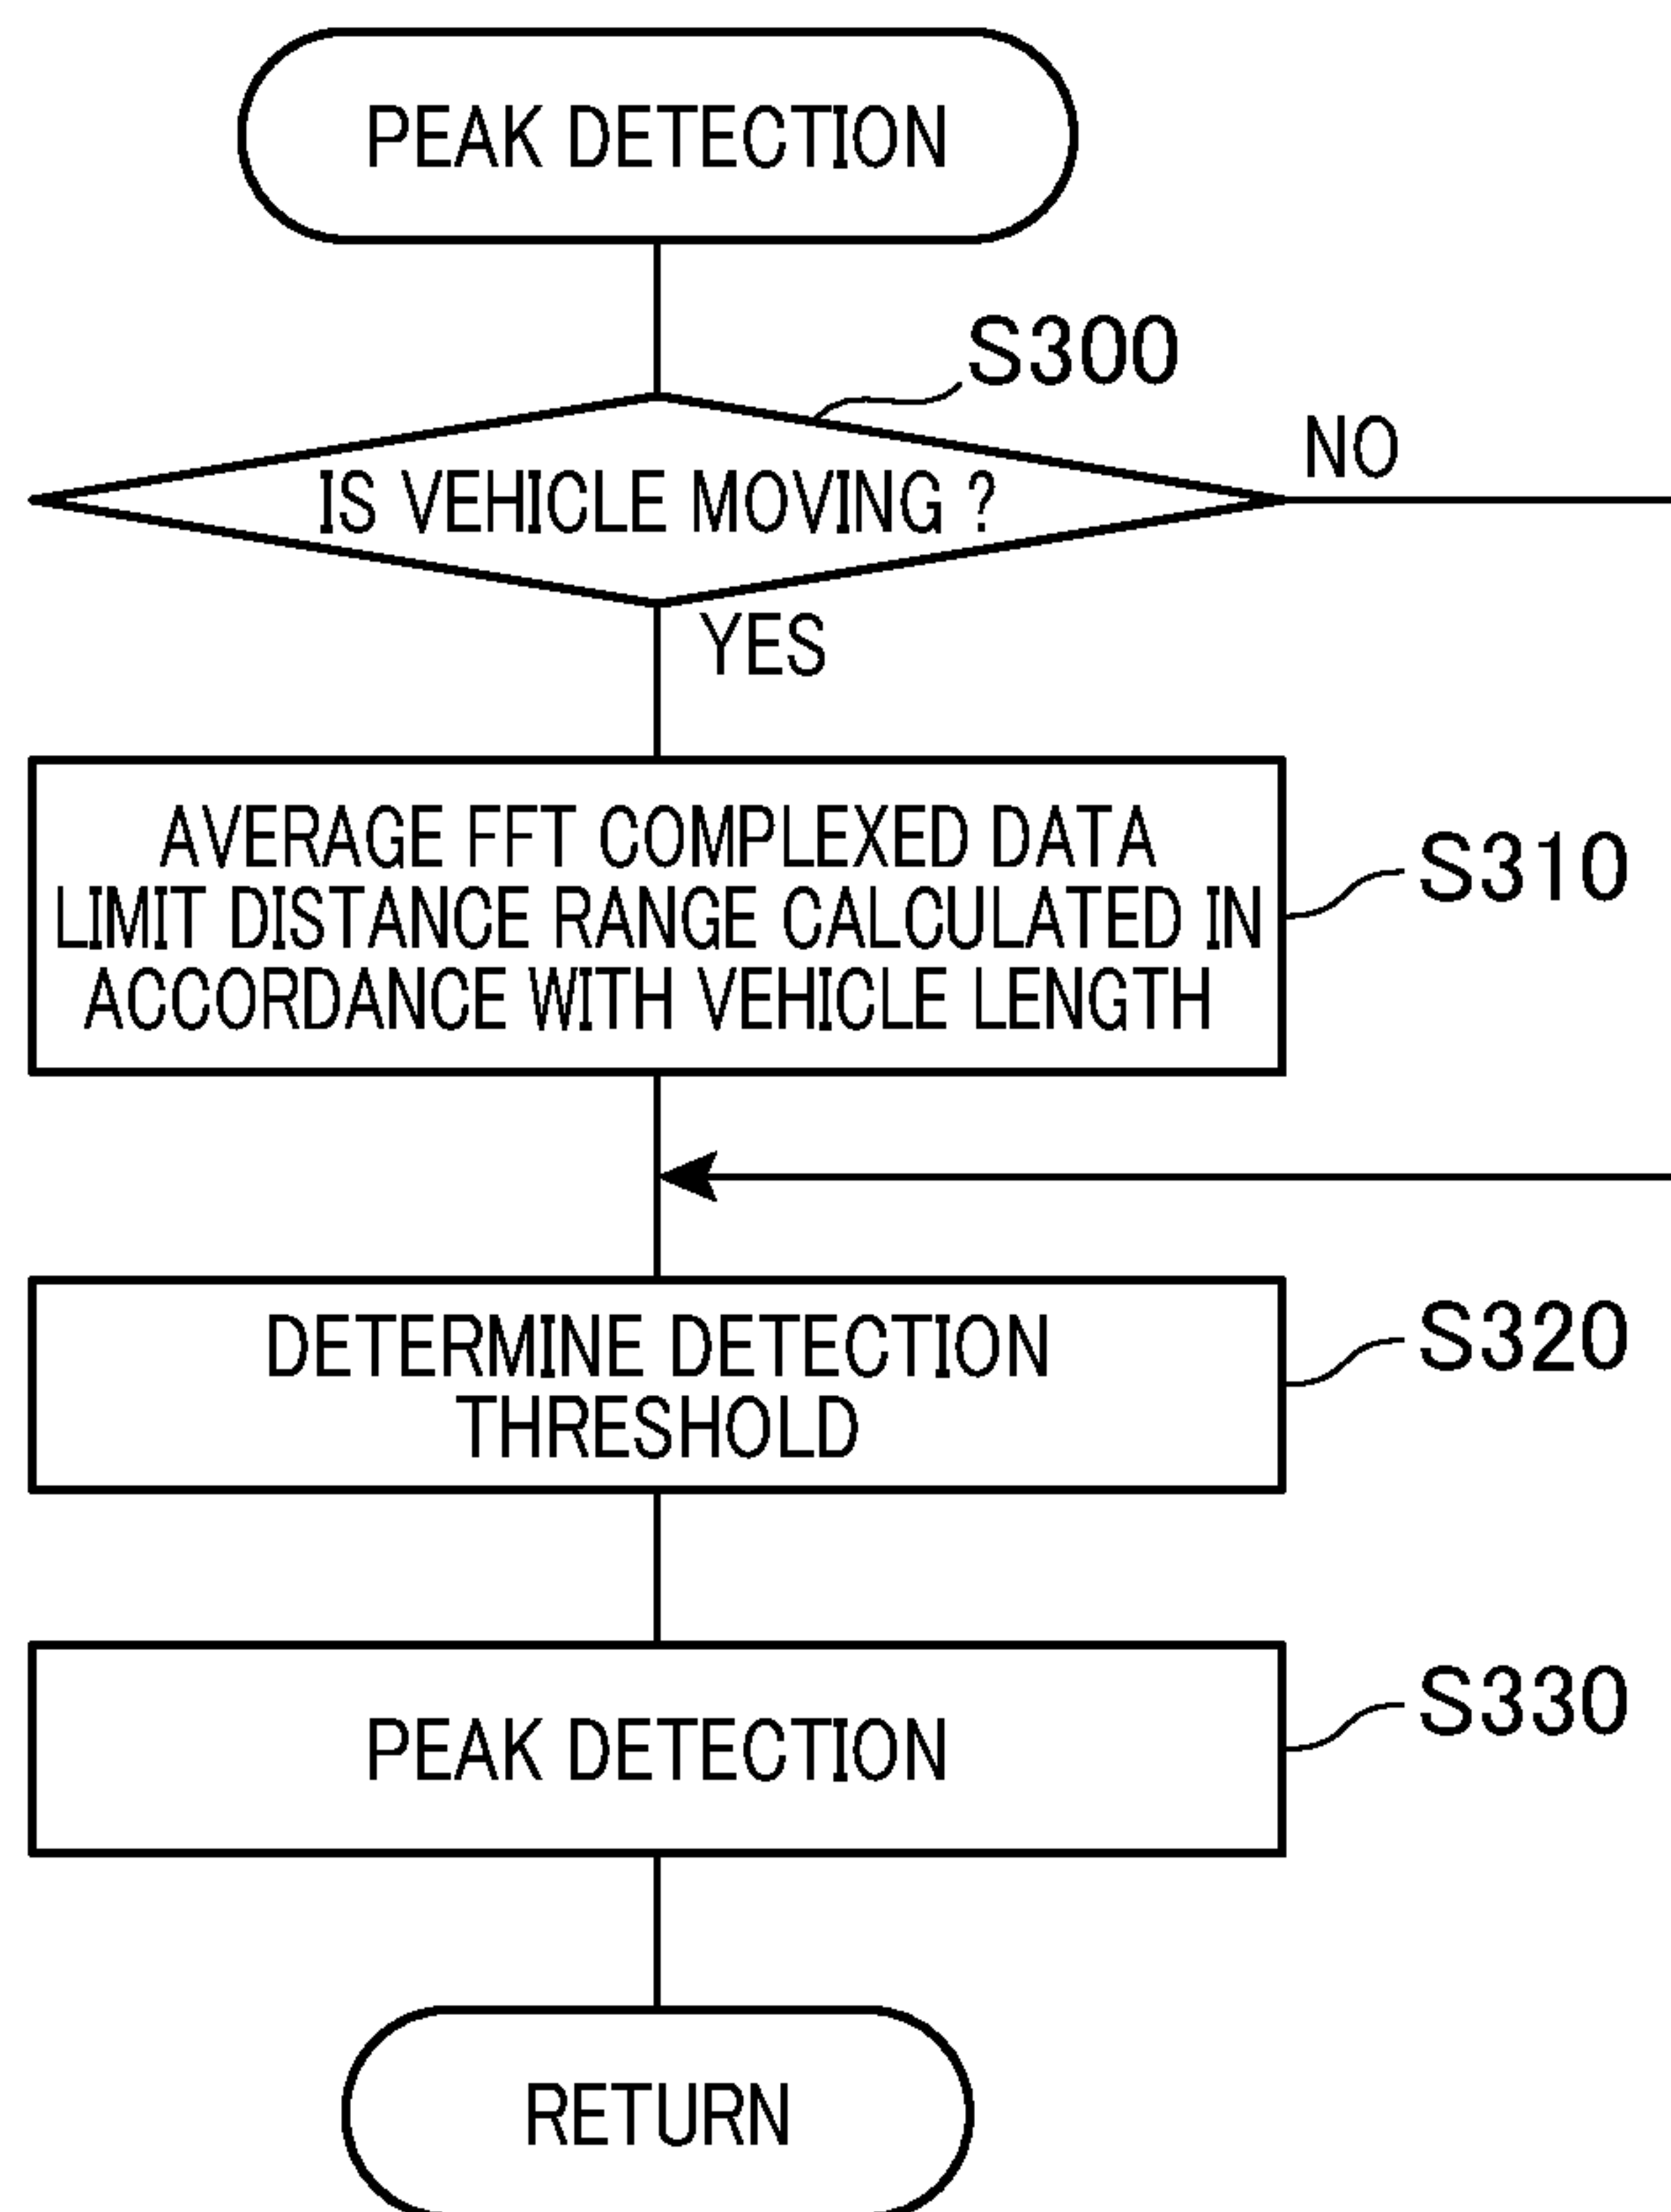 PEAK DETECTION
S300
IS VEHICLE MOVING ?
NO
YES
AVERAGE FFT COMPLEXED DATA
LIMIT DISTANCE RANGE CALCULATED IN
ACCORDANCE WITH VEHICLE LENGTH
S310
DETERMINE DETECTION
THRESHOLD
S320
PEAK DETECTION
S330
RETURN